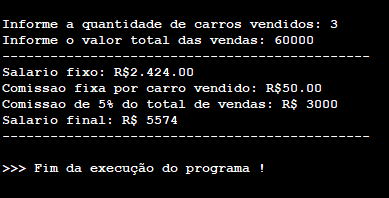 Informe a quantidade de carros vendidos: 3
Informe o valor total das vendas: 60000
----------------------------------------------
Salario fixo: R$2.424.00
Comissao fixa por carro vendido: R$50.00
Comissao de 5% do total de vendas: R$ 3000
Salario final: R$ 5574
----------------------------------------------
>>> Fim da execução do programa !